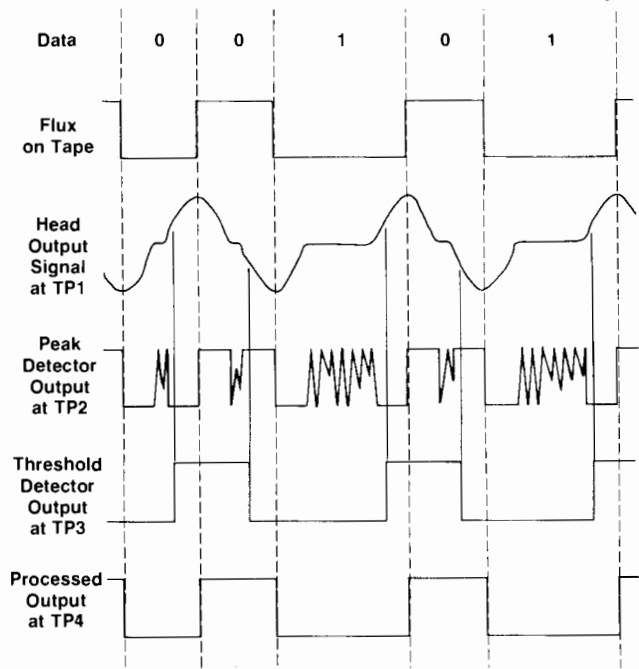 Data 0 0 1 0 1
Flux
on Tape
Head
Output
Signal
at TP1
Peak
Detector
Output
at TP2
Threshold
Detector
Output
at TP3
Processed
Output
at TP4